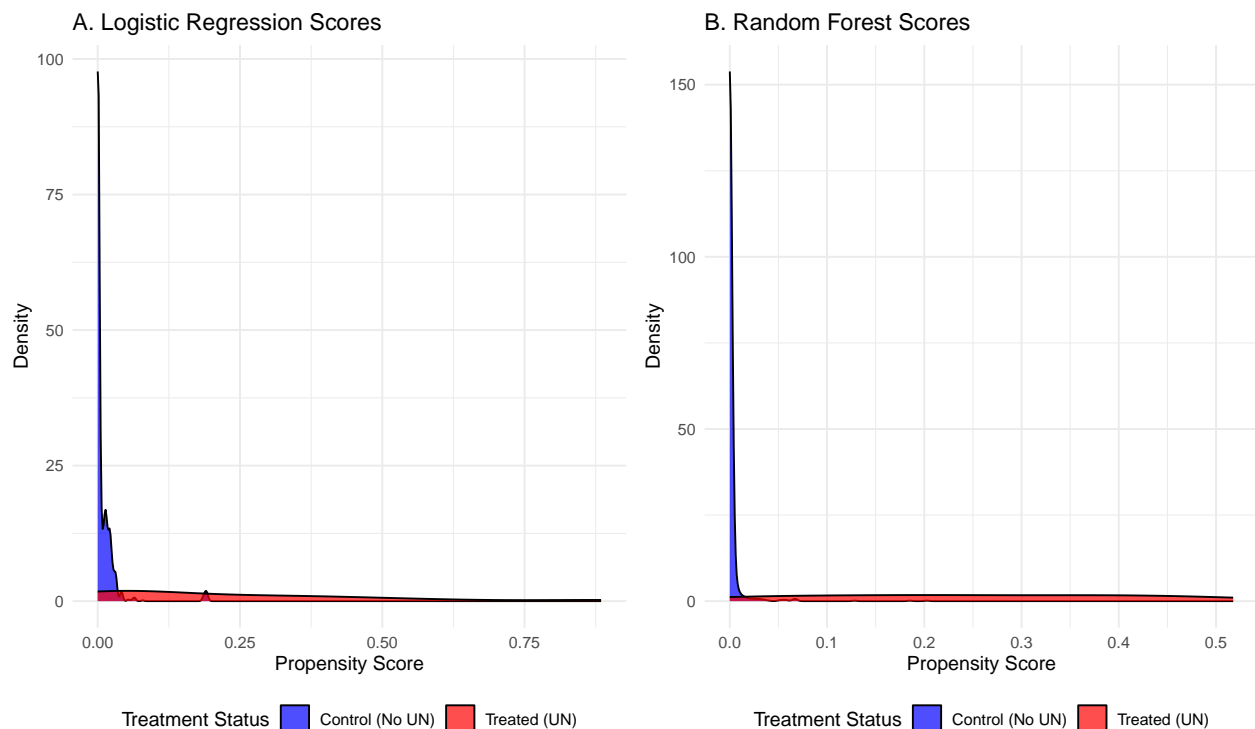 A. Logistic Regression Scores
100
75
50
25
0
Density
0.00 0.25 0.50 0.75
Propensity Score
Treatment Status Control (No UN) Treated (UN)
B. Random Forest Scores
150
100
50
0
Density
0.0 0.1 0.2 0.3 0.4 0.5
Propensity Score
Treatment Status Control (No UN) Treated (UN)